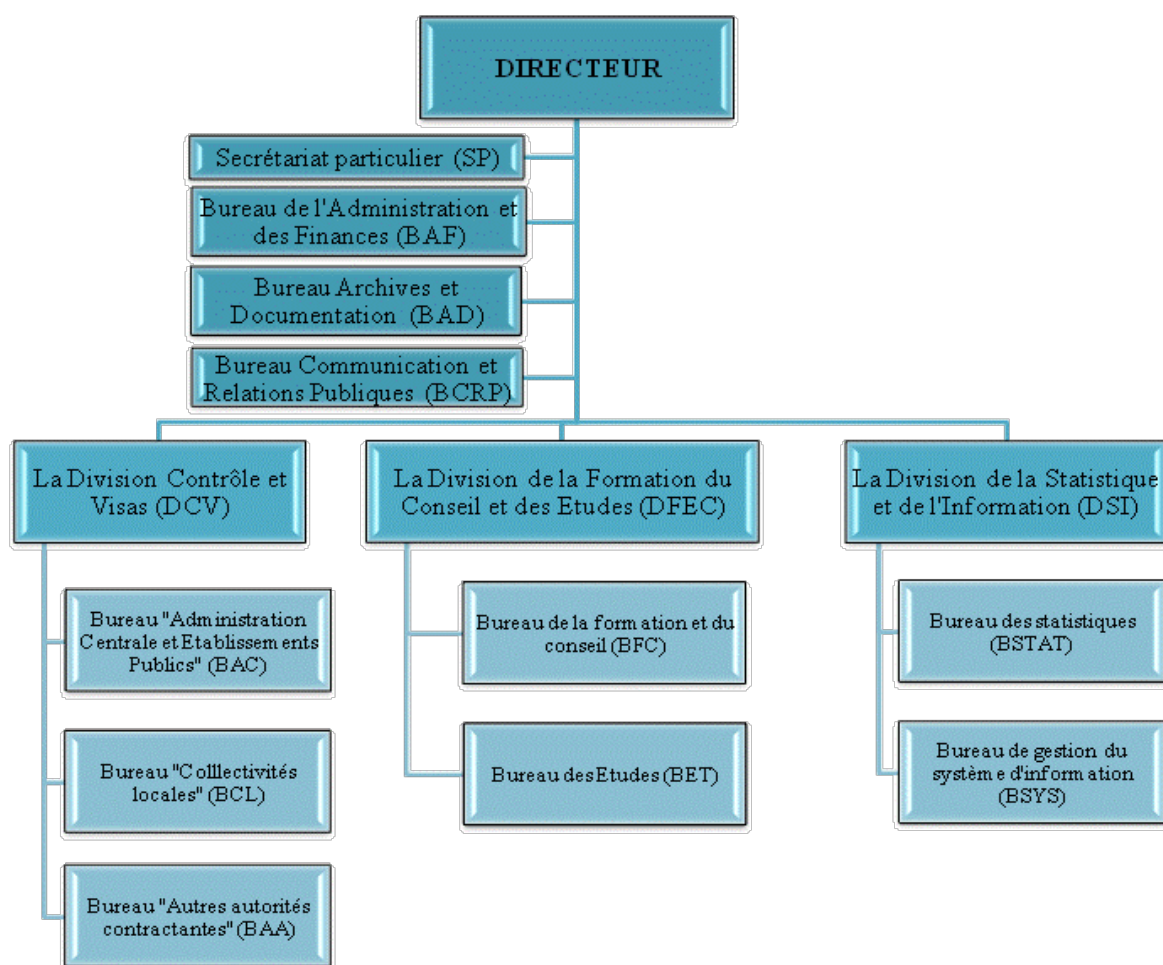 DIRECTEUR
Secrétariat particulier (SP)
Bureau de l'Administration et
des Finances (BAF)
Bureau Archives et
Documentation (BAD)
Bureau Communication et
Relations Publiques (BCRP)
La Division Contrôle et
Visas (DCV)
La Division de la Formation du
Conseil et des Etudes (DFEC)
La Division de la Statistique
et de l'Information (DSI)
Bureau "Administration
Centrale et Etablissements
Publics" (BAC)
Bureau "Colllectivités
locales" (BCL)
Bureau "Autres autorités
contractantes" (BAA)
Bureau de la formation et du
conseil (BFC)
Bureau des Etudes (BET)
Bureau des statistiques
(BSTAT)
Bureau de gestion du
système d'information
(BSYS)